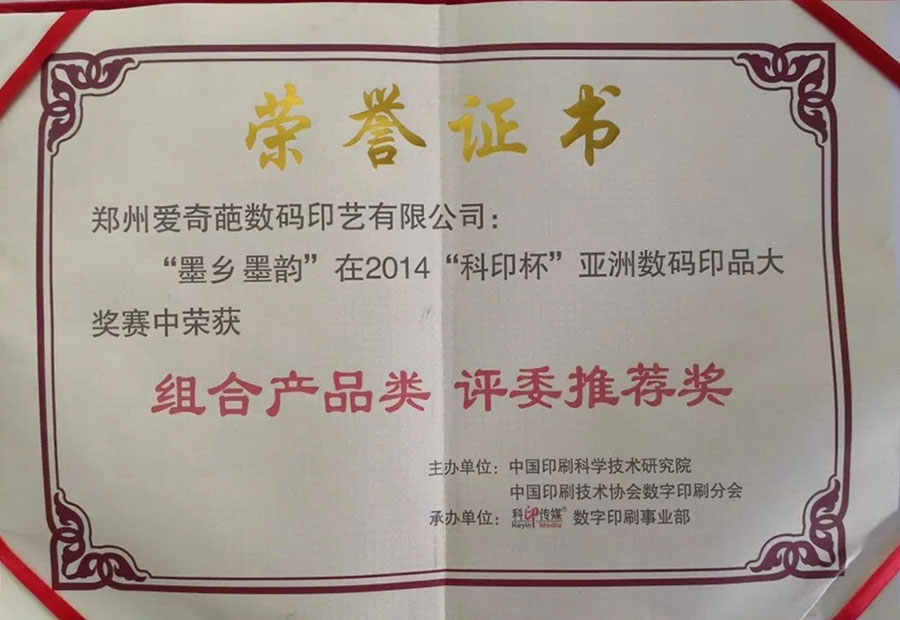 荣誉证书
郑州爱奇葩数码印艺有限公司：
“墨乡墨韵”在2014“科印杯”亚洲数码印品大
奖赛中荣获
组合产品类 评委推荐奖
主办单位：中国印刷科学技术研究院
中国印刷技术协会数字印刷分会
承办单位：科印传媒® 数字印刷事业部
Keyin Media